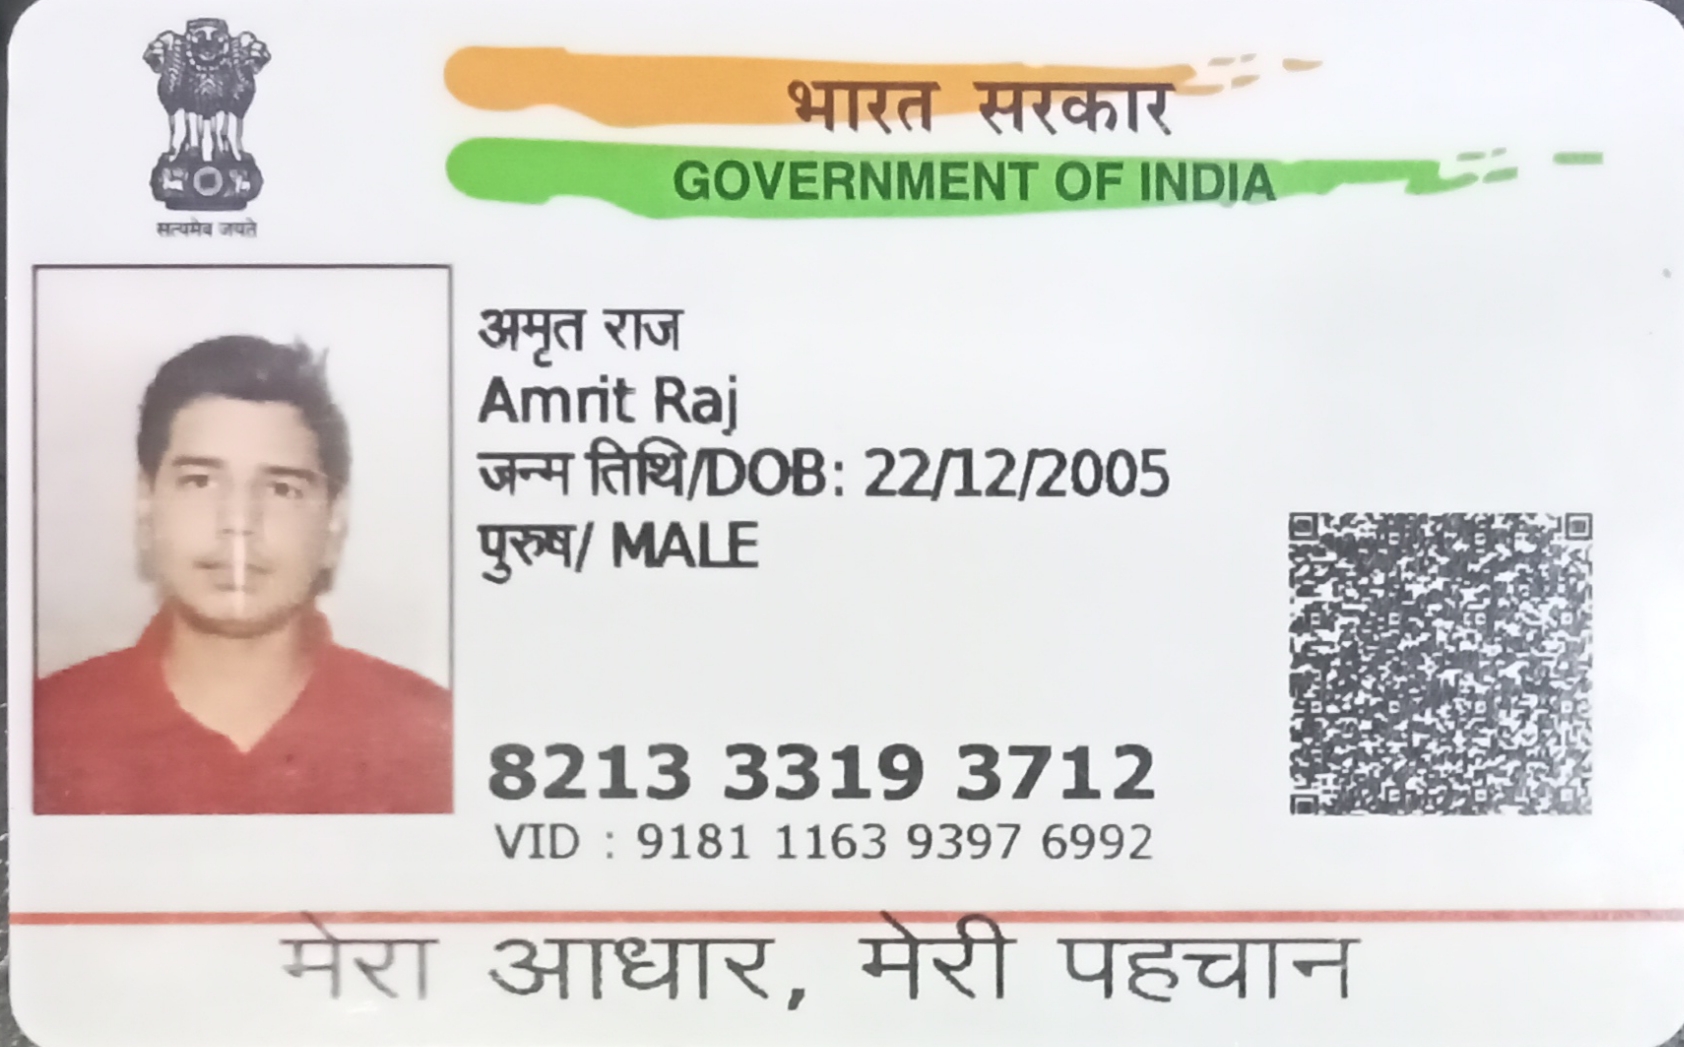 सत्यमेव जयते
भारत सरकार
GOVERNMENT OF INDIA
अमृत राज
Amrit Raj
जन्म तिथि/DOB: 22/12/2005
पुरुष/ MALE
8213 3319 3712
VID : 9181 1163 9397 6992
मेरा आधार, मेरी पहचान